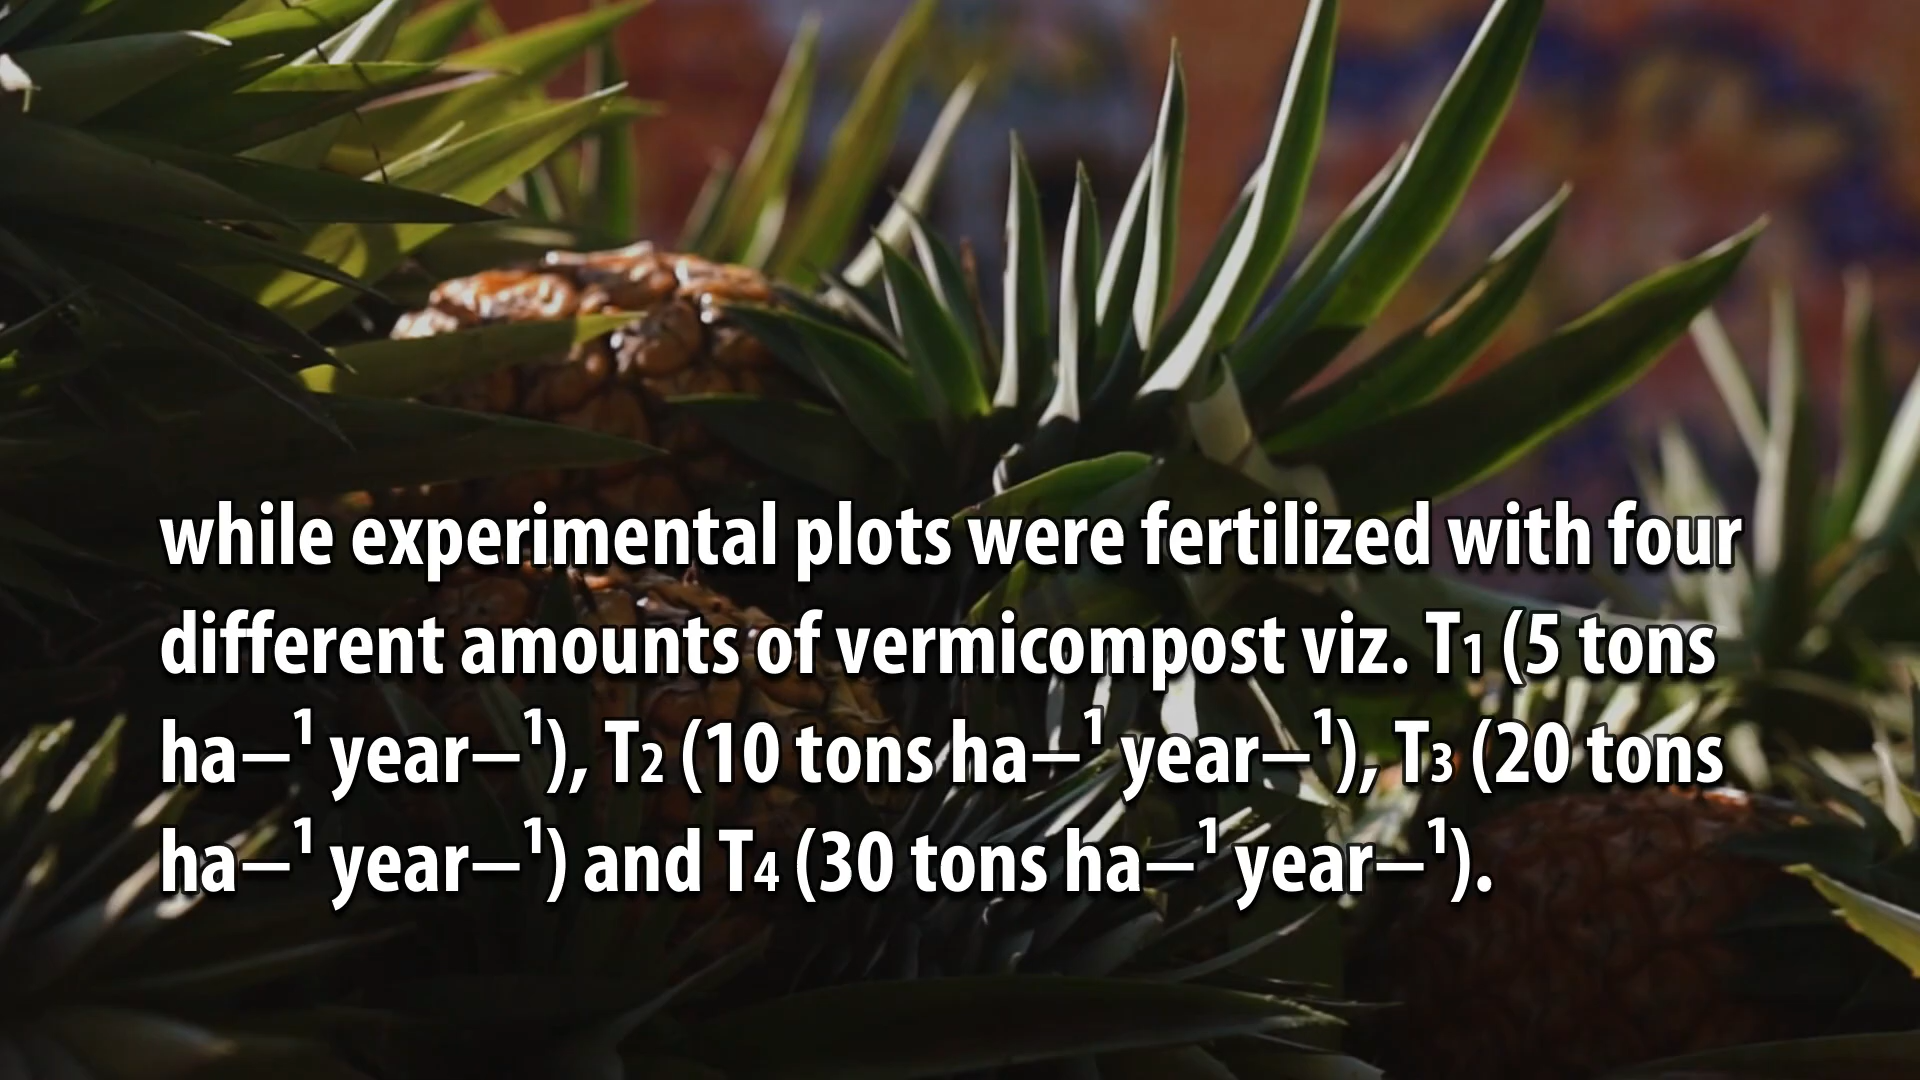 while experimental plots were fertilized with four
different amounts of vermicompost viz. T₁ (5 tons
ha–¹ year–¹), T₂ (10 tons ha–¹ year–¹), T₃ (20 tons
ha–¹ year–¹) and T₄ (30 tons ha–¹ year–¹).